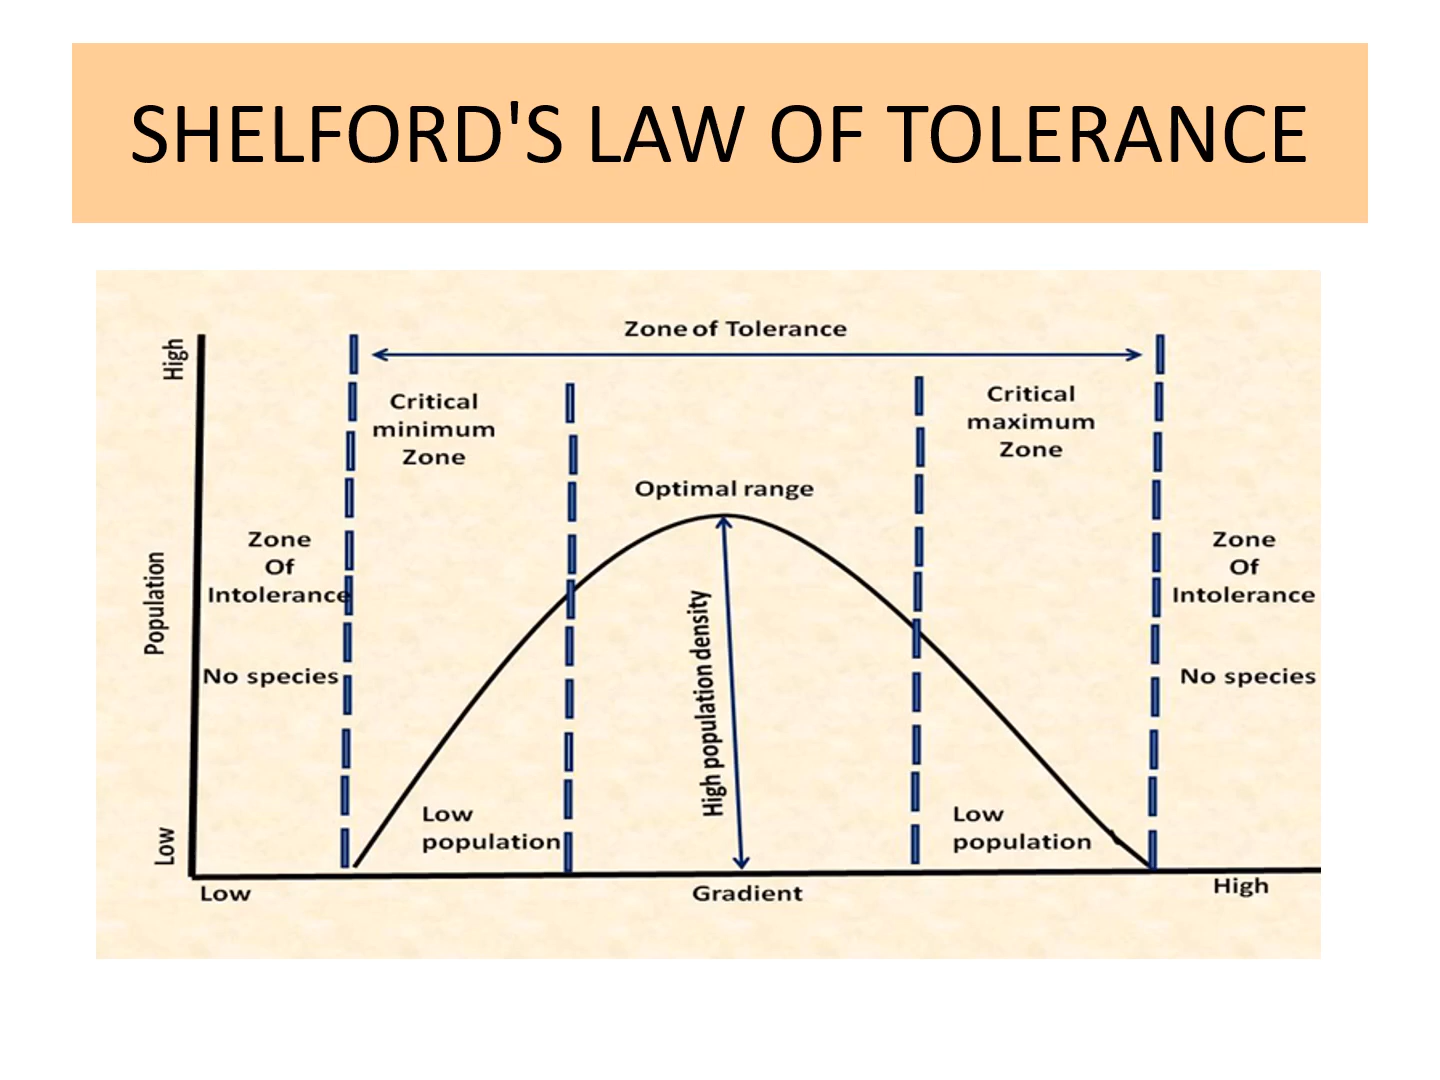 SHELFORD'S LAW OF TOLERANCE
Zone of Tolerance
High
Critical
minimum
Zone
Critical
maximum
Zone
Optimal range
Zone
Of
Intolerance
Zone
Of
Intolerance
Population
No species
High population density
No species
Low
population
Low
population
Low
Low
Gradient
High